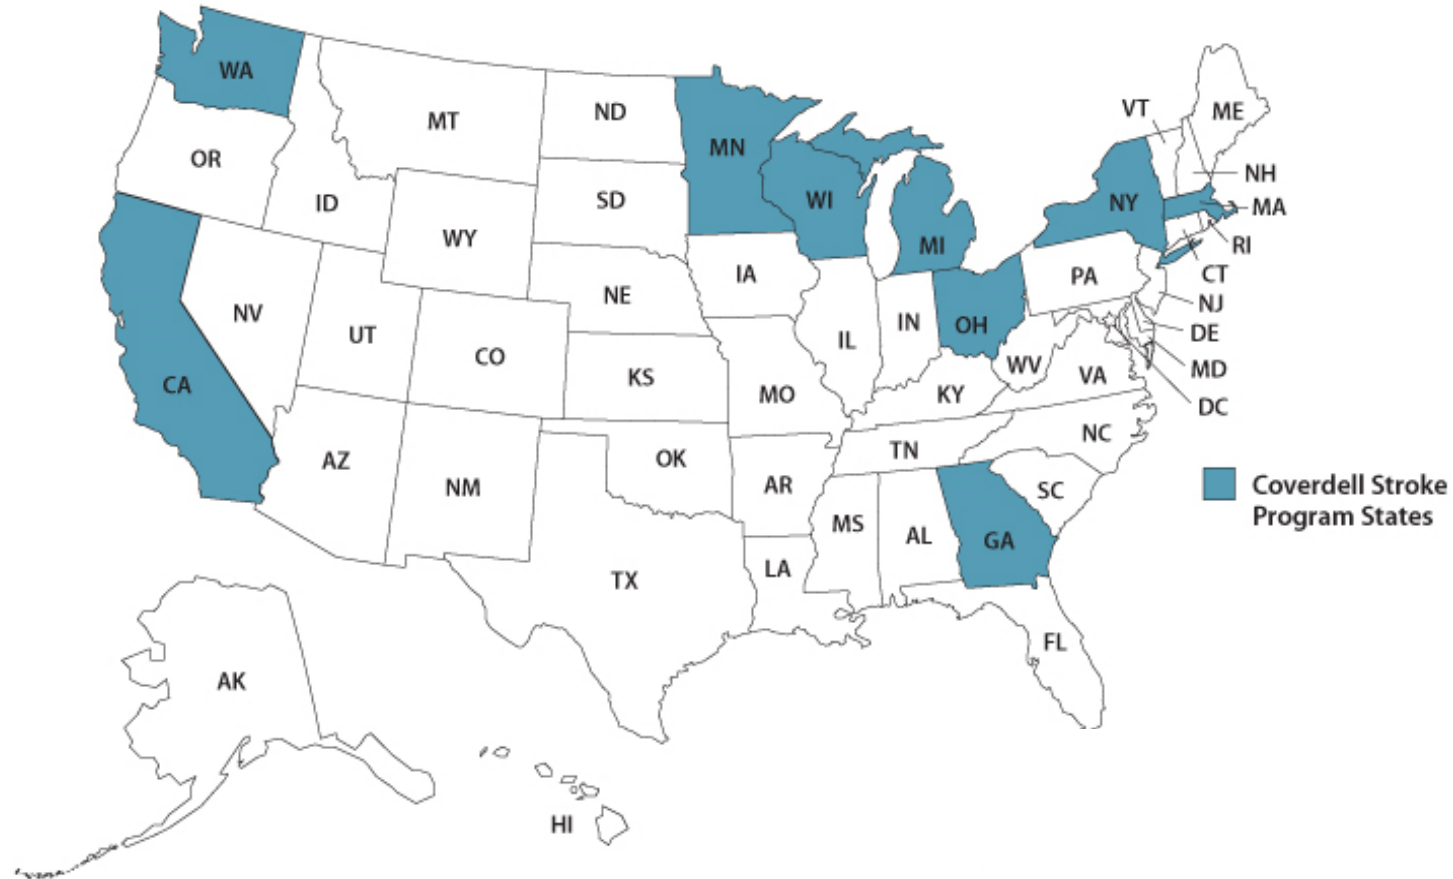 WA
MT
ND
MN
VT
ME
OR
ID
SD
WI
NH
WY
NY
MA
MI
RI
IA
PA
CT
NE
NJ
NV
UT
CO
IL
IN
OH
DE
WV
MD
CA
KS
MO
KY
VA
DC
AZ
NM
OK
TN
NC
AR
SC
MS
AL
GA
LA
TX
FL
AK
HI
Coverdell Stroke
Program States